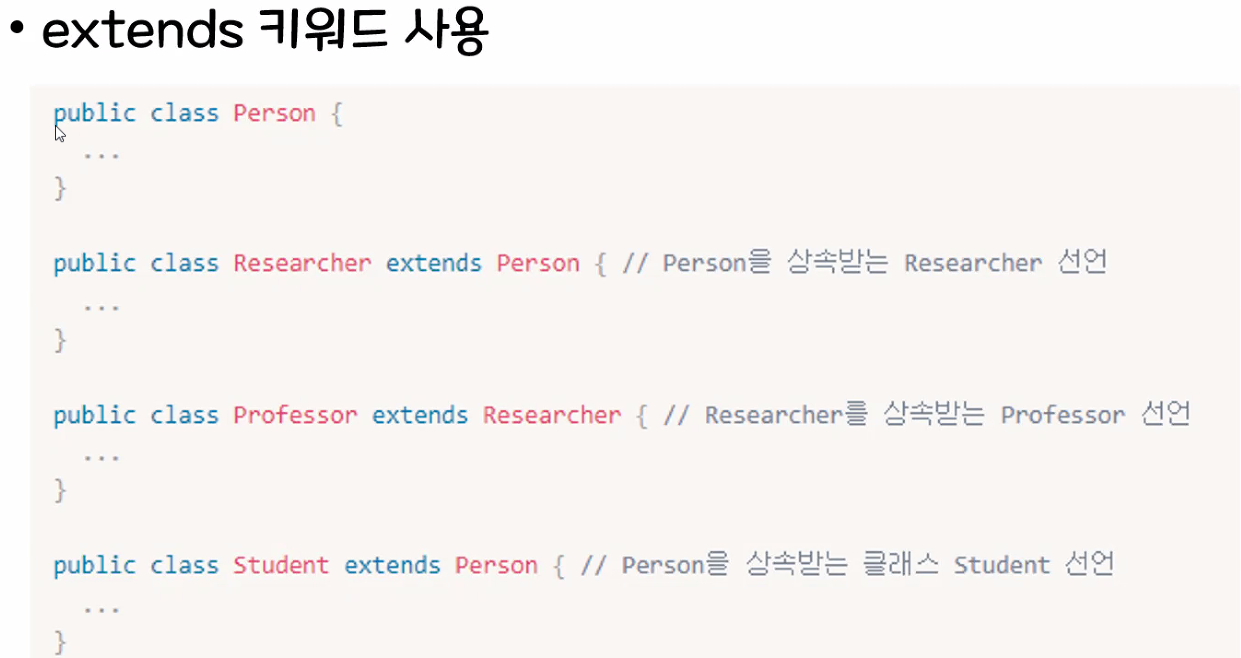 • extends 키워드 사용
public class Person {
...
}
public class Researcher extends Person { // Person을 상속받는 Researcher 선언
...
}
public class Professor extends Researcher { // Researcher를 상속받는 Professor 선언
...
}
public class Student extends Person { // Person을 상속받는 클래스 Student 선언
...
}